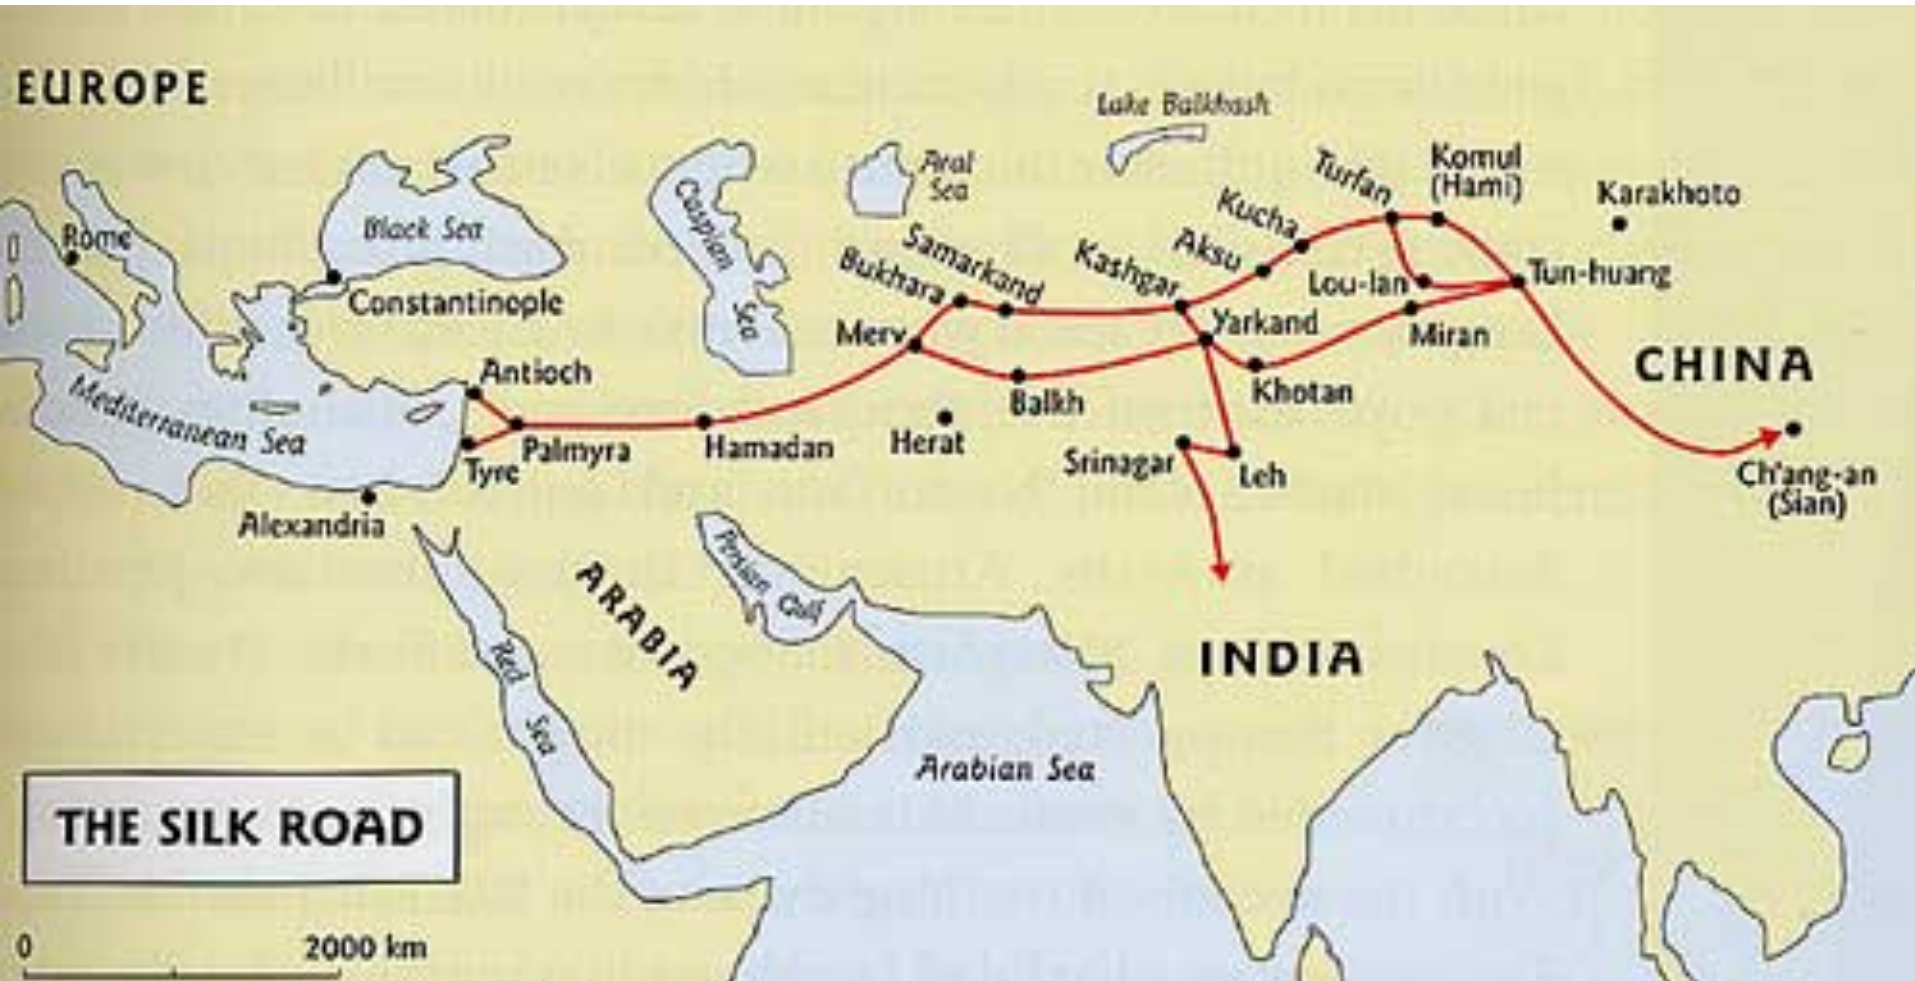 EUROPE
Lake Balkhash
Aral
Sea
Caspian
Sea
Black Sea
Rome
Constantinople
Mediterranean Sea
Antioch
Tyre
Palmyra
Alexandria
Hamadan
Merv
Bukhara
Samarkand
Balkh
Herat
Kashgar
Aksu
Kucha
Turfan
Komul
(Hami)
Karakhoto
Lou-lan
Tun-huang
Yarkand
Miran
Khotan
Srinagar
Leh
CHINA
Ch'ang-an
(Sian)
ARABIA
Persian Gulf
Red
Sea
INDIA
Arabian Sea
THE SILK ROAD
0 2000 km